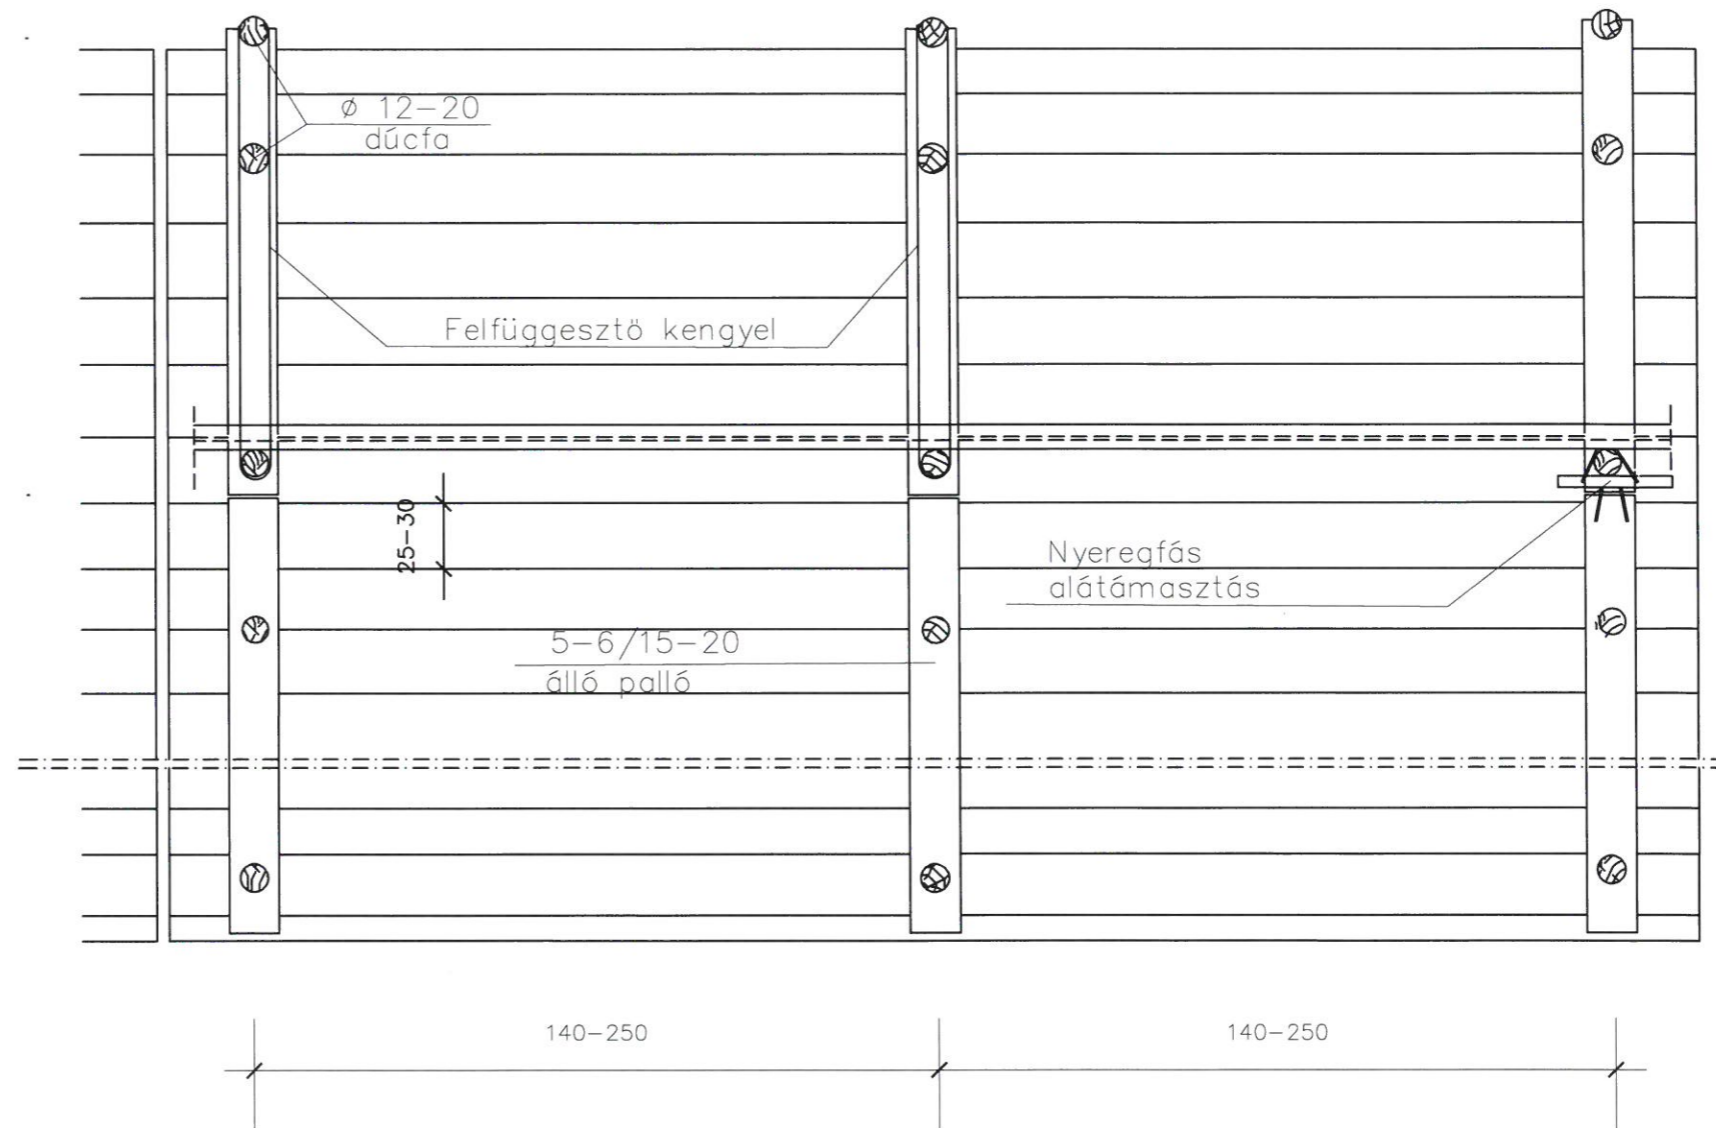 ø 12-20
dúcfa
Felfüggesztö kengyel
25-30
Nyeregfás
alátámasztás
5-6/15-20
álló palló
140-250
140-250